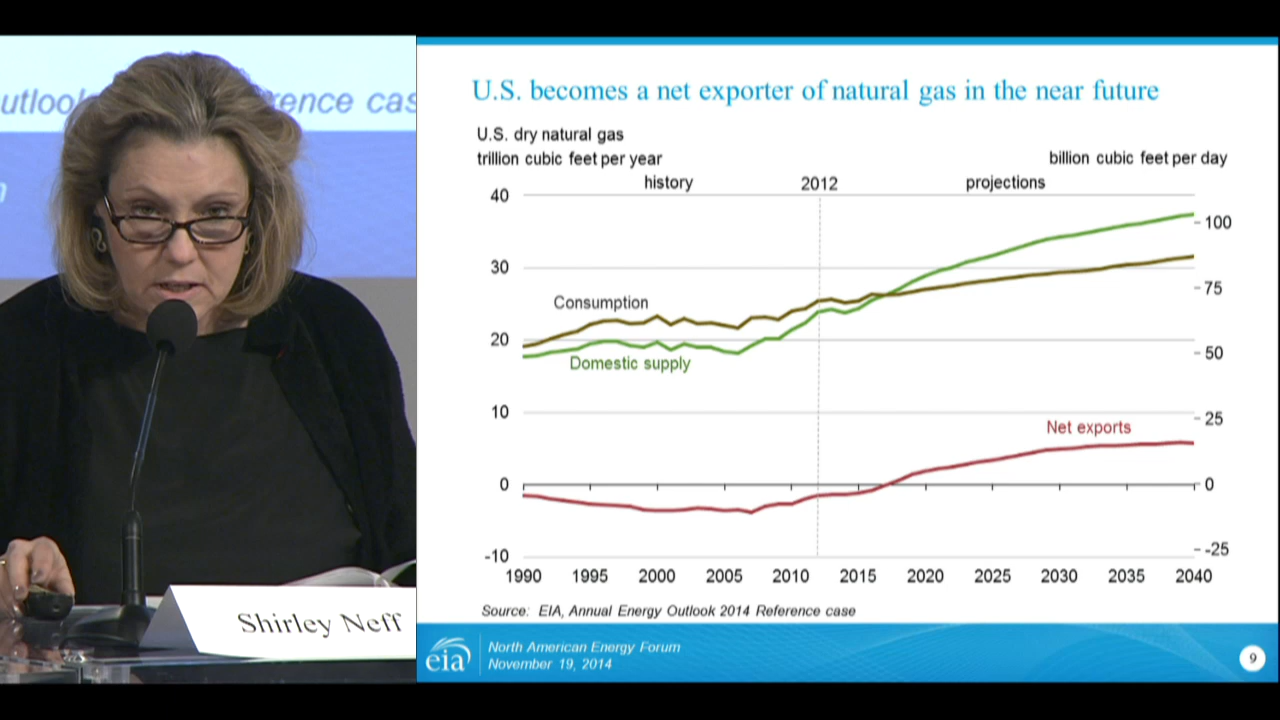 utlook
rence cas
n
Shirley Neff
U.S. becomes a net exporter of natural gas in the near future
U.S. dry natural gas
trillion cubic feet per year
billion cubic feet per day
history
2012
projections
40
30
20
10
0
-10
100
75
50
25
0
-25
Consumption
Domestic supply
Net exports
1990 1995 2000 2005 2010 2015 2020 2025 2030 2035 2040
Source: EIA, Annual Energy Outlook 2014 Reference case
eia
North American Energy Forum
November 19, 2014
9